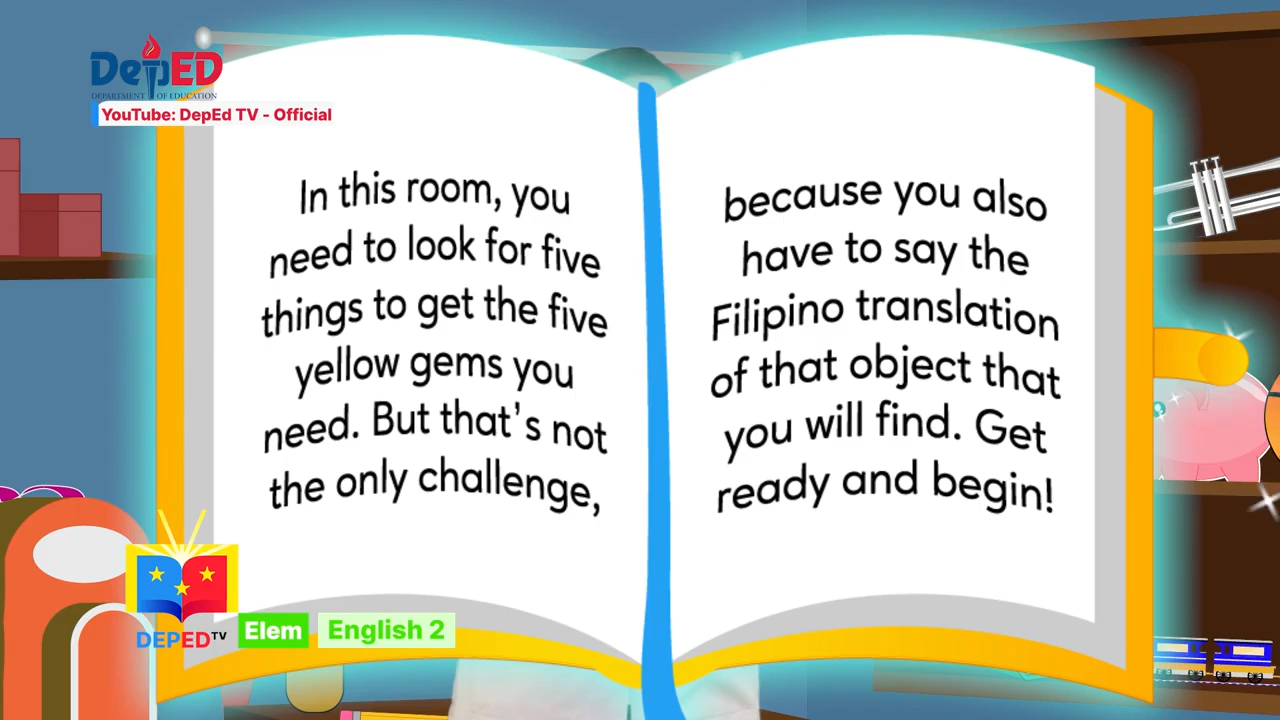 DepED
DEPARTMENT OF EDUCATION
YouTube: DepEd TV - Official
In this room, you
need to look for five
things to get the five
yellow gems you
need. But that's not
the only challenge,
because you also
have to say the
Filipino translation
of that object that
you will find. Get
ready and begin!
DEPED TV
Elem
English 2